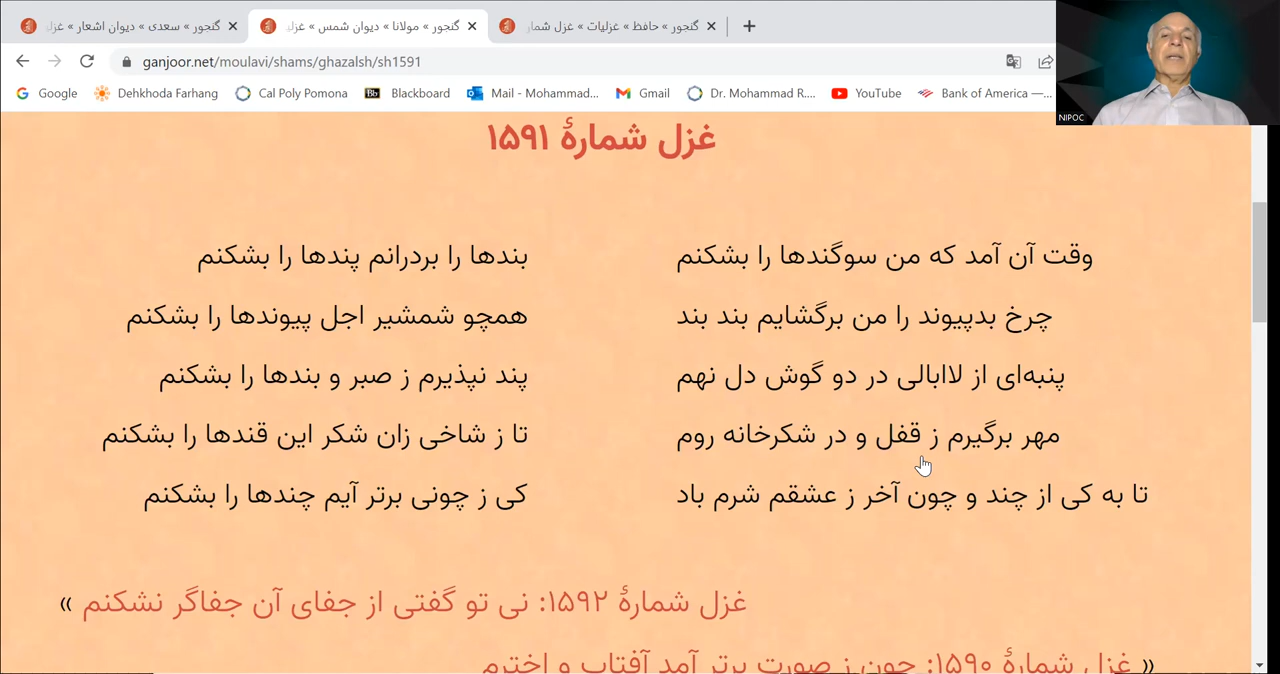 گنجور » سعدی » دیوان اشعار » غزل
گنجور » مولانا » دیوان شمس » غزلی
گنجور » حافظ » غزلیات » غزل شمار
ganjoor.net/moulavi/shams/ghazalsh/sh1591
Google Dehkhoda Farhang Cal Poly Pomona Bb Blackboard Mail - Mohammad... Gmail Dr. Mohammad R.... YouTube Bank of America —...
NIPOC
غزل شمارهٔ ۱۵۹۱
وقت آن آمد که من سوگندها را بشکنم بندها را بردرانم پندها را بشکنم
چرخ بدپیوند را من برگشایم بند بند همچو شمشیر اجل پیوندها را بشکنم
پنبه‌ای از لاابالی در دو گوش دل نهم پند نپذیرم ز صبر و بندها را بشکنم
مهر برگیرم ز قفل و در شکرخانه روم تا ز شاخی زان شکر این قندها را بشکنم
تا به کی از چند و چون آخر ز عشقم شرم باد کی ز چونی برتر آیم چندها را بشکنم
غزل شمارهٔ ۱۵۹۲: نی تو گفتی از جفای آن جفاگر نشکنم »
« غزل شمارهٔ ۱۵۹۰: چون ز صورت برتر آمد آفتاب و اخترم